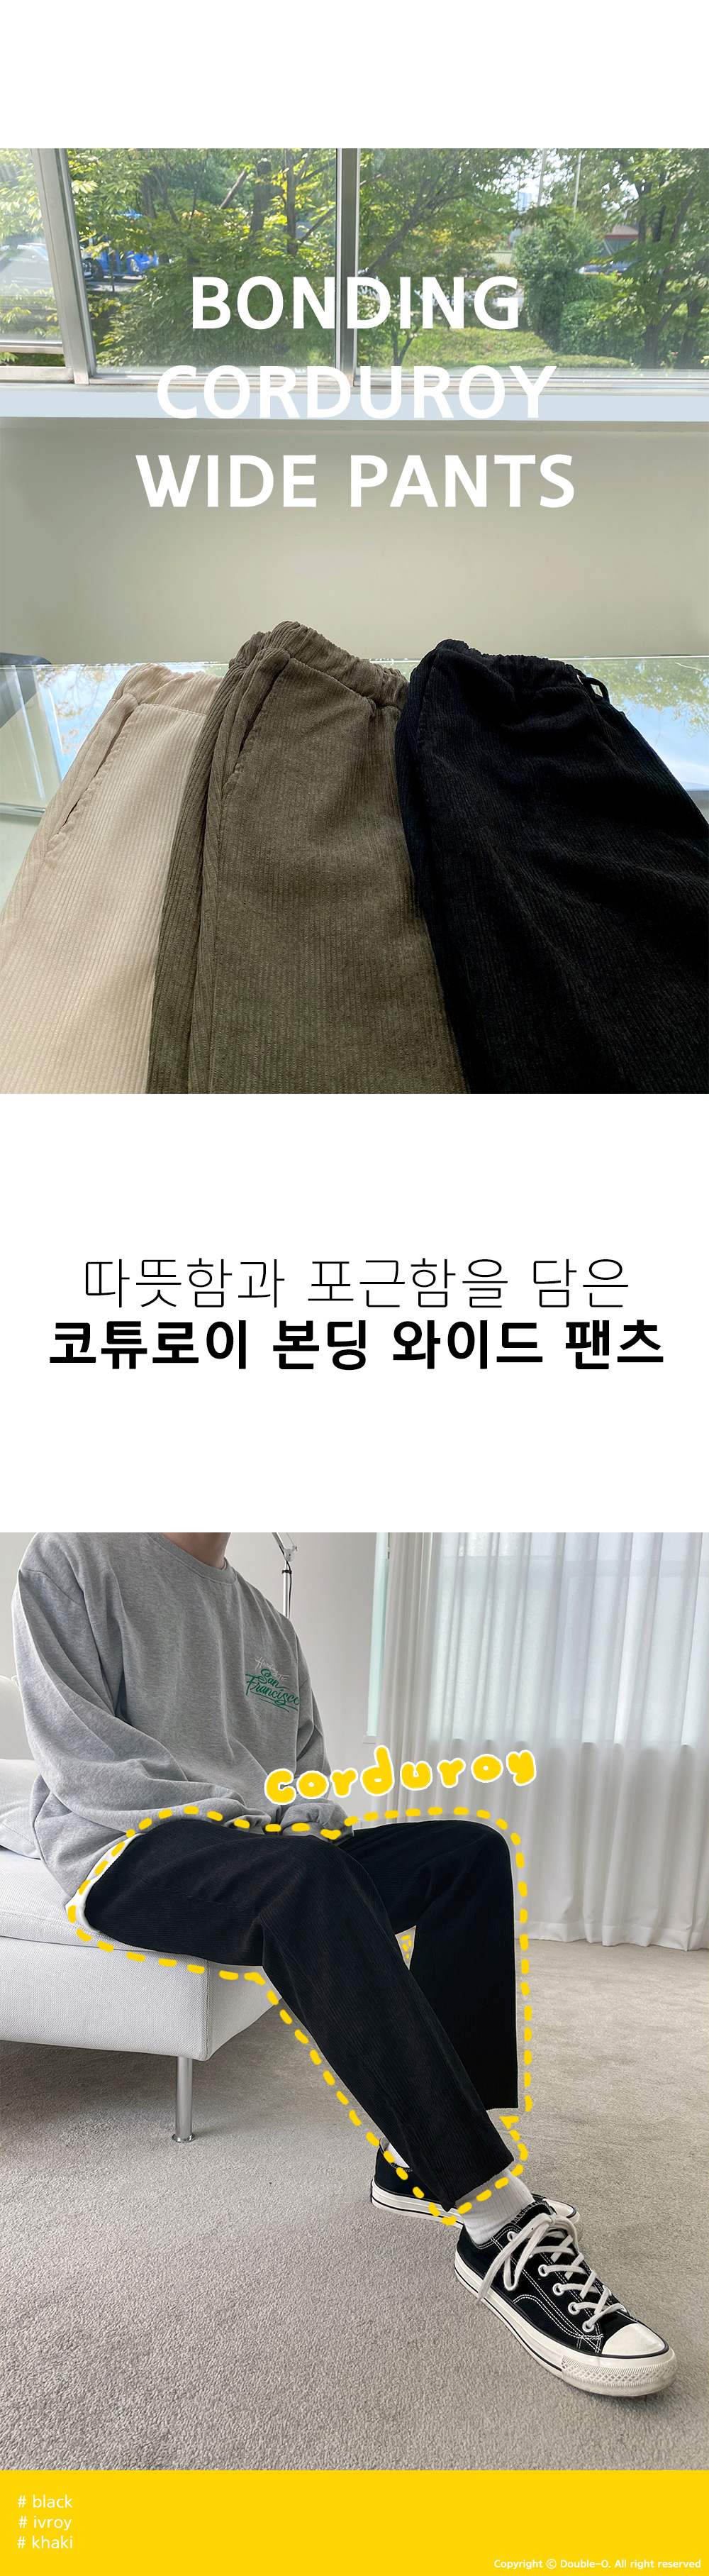 BONDING
CORDUROY
WIDE PANTS
따뜻함과 포근함을 담은
코튜로이 본딩 와이드 팬츠
San
Francisco
corduroy
# black
# ivroy
# khaki
Copyright ⓒ Double-O. All right reserved